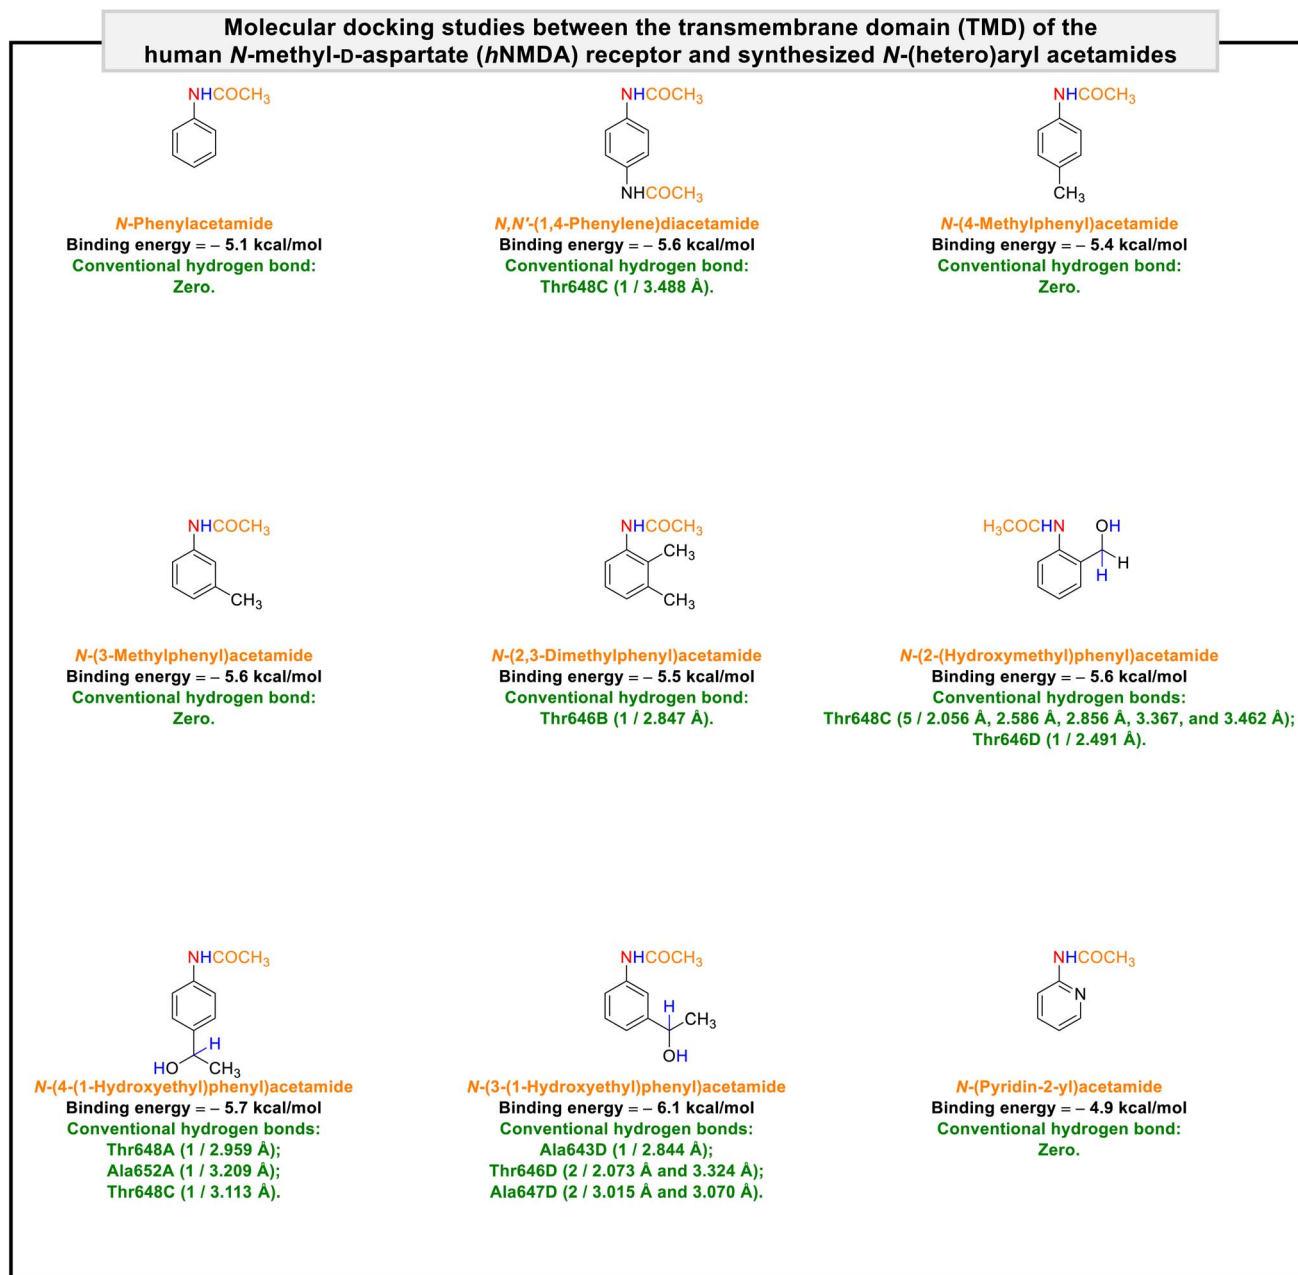 Molecular docking studies between the transmembrane domain (TMD) of the
human N-methyl-D-aspartate (hNMDA) receptor and synthesized N-(hetero)aryl acetamides
NHCOCH3
N-Phenylacetamide
Binding energy = – 5.1 kcal/mol
Conventional hydrogen bond:
Zero.
NHCOCH3
NHCOCH3
N,N'-(1,4-Phenylene)diacetamide
Binding energy = – 5.6 kcal/mol
Conventional hydrogen bond:
Thr648C (1 / 3.488 Å).
NHCOCH3
CH3
N-(4-Methylphenyl)acetamide
Binding energy = – 5.4 kcal/mol
Conventional hydrogen bond:
Zero.
NHCOCH3
CH3
N-(3-Methylphenyl)acetamide
Binding energy = – 5.6 kcal/mol
Conventional hydrogen bond:
Zero.
NHCOCH3
CH3
CH3
N-(2,3-Dimethylphenyl)acetamide
Binding energy = – 5.5 kcal/mol
Conventional hydrogen bond:
Thr646B (1 / 2.847 Å).
H3COCHN OH
H
H
N-(2-(Hydroxymethyl)phenyl)acetamide
Binding energy = – 5.6 kcal/mol
Conventional hydrogen bonds:
Thr648C (5 / 2.056 Å, 2.586 Å, 2.856 Å, 3.367, and 3.462 Å);
Thr646D (1 / 2.491 Å).
NHCOCH3
H
HO CH3
N-(4-(1-Hydroxyethyl)phenyl)acetamide
Binding energy = – 5.7 kcal/mol
Conventional hydrogen bonds:
Thr648A (1 / 2.959 Å);
Ala652A (1 / 3.209 Å);
Thr648C (1 / 3.113 Å).
NHCOCH3
H
CH3
OH
N-(3-(1-Hydroxyethyl)phenyl)acetamide
Binding energy = – 6.1 kcal/mol
Conventional hydrogen bonds:
Ala643D (1 / 2.844 Å);
Thr646D (2 / 2.073 Å and 3.324 Å);
Ala647D (2 / 3.015 Å and 3.070 Å).
NHCOCH3
N
N-(Pyridin-2-yl)acetamide
Binding energy = – 4.9 kcal/mol
Conventional hydrogen bond:
Zero.